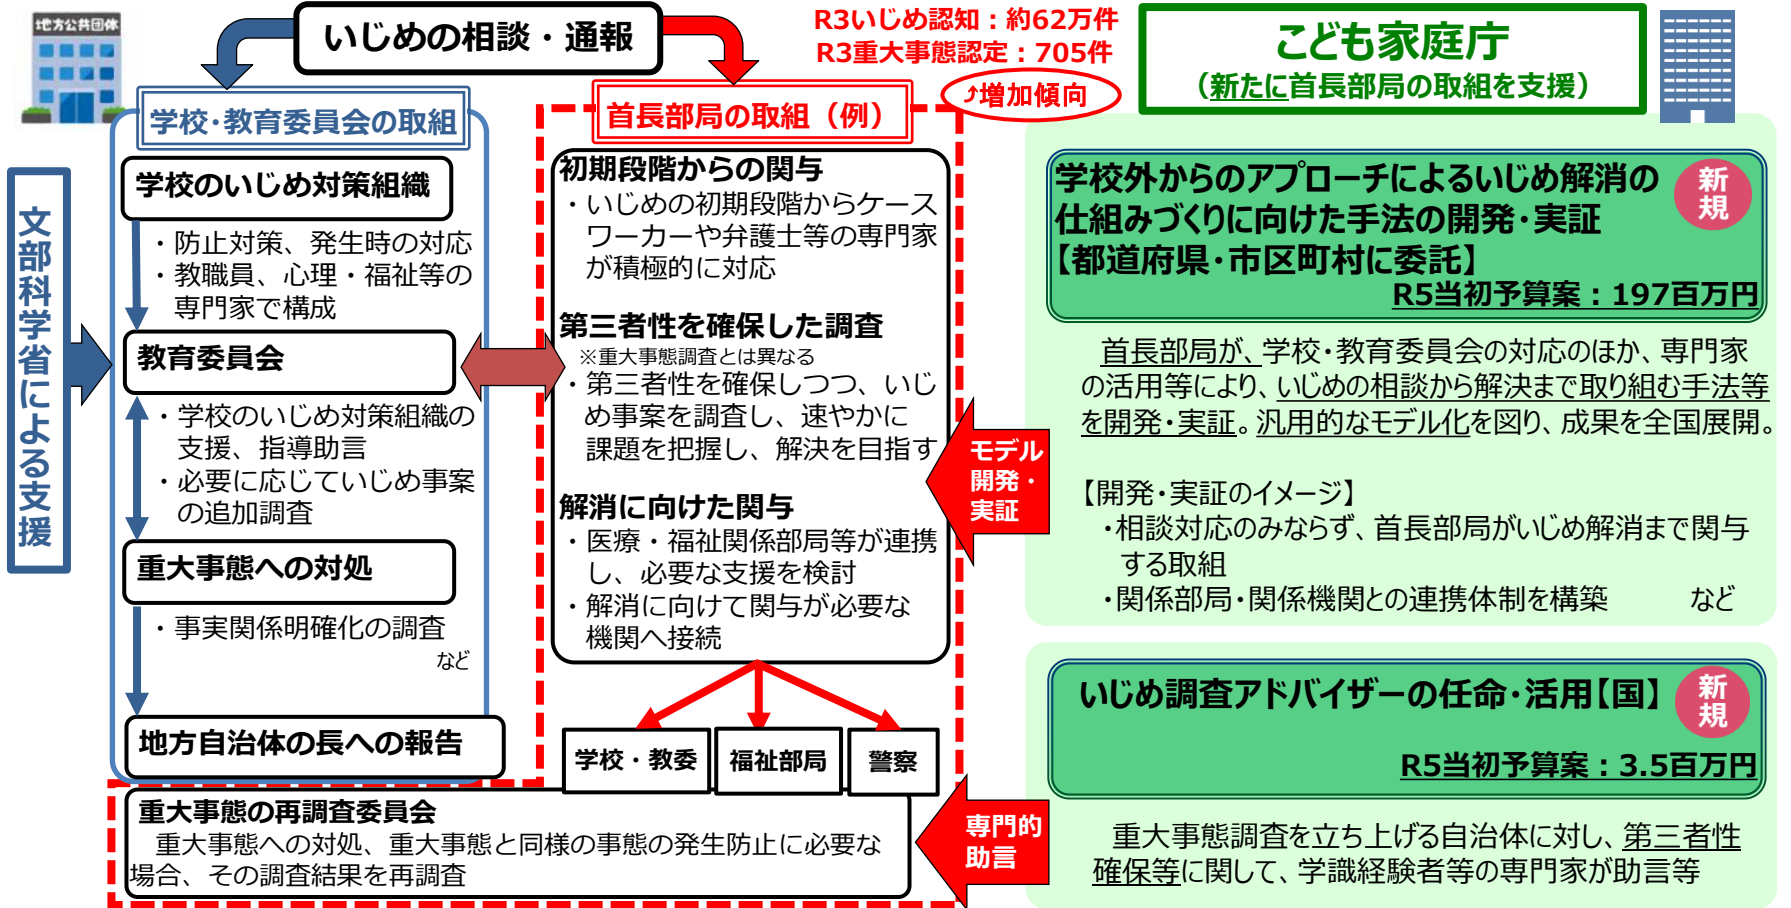 地方公共団体
いじめの相談・通報
R3いじめ認知：約62万件
R3重大事態認定：705件
⤴増加傾向
こども家庭庁
（新たに首長部局の取組を支援）
文部科学省による支援
学校・教育委員会の取組
学校のいじめ対策組織
・防止対策、発生時の対応
・教職員、心理・福祉等の
専門家で構成
教育委員会
・学校のいじめ対策組織の
支援、指導助言
・必要に応じていじめ事案
の追加調査
重大事態への対処
・事実関係明確化の調査
など
地方自治体の長への報告
首長部局の取組（例）
初期段階からの関与
・いじめの初期段階からケース
ワーカーや弁護士等の専門家
が積極的に対応
第三者性を確保した調査
※重大事態調査とは異なる
・第三者性を確保しつつ、いじ
め事案を調査し、速やかに
課題を把握し、解決を目指す
解消に向けた関与
・医療・福祉関係部局等が連携
し、必要な支援を検討
・解消に向けて関与が必要な
機関へ接続
学校・教委
福祉部局
警察
重大事態の再調査委員会
重大事態への対処、重大事態と同様の事態の発生防止に必要な
場合、その調査結果を再調査
モデル
開発・
実証
専門的
助言
学校外からのアプローチによるいじめ解消の
仕組みづくりに向けた手法の開発・実証
【都道府県・市区町村に委託】
新規
R5当初予算案：197百万円
首長部局が、学校・教育委員会の対応のほか、専門家
の活用等により、いじめの相談から解決まで取り組む手法等
を開発・実証。汎用的なモデル化を図り、成果を全国展開。
【開発・実証のイメージ】
・相談対応のみならず、首長部局がいじめ解消まで関与
する取組
・関係部局・関係機関との連携体制を構築　　など
いじめ調査アドバイザーの任命・活用【国】
新規
R5当初予算案：3.5百万円
重大事態調査を立ち上げる自治体に対し、第三者性
確保等に関して、学識経験者等の専門家が助言等